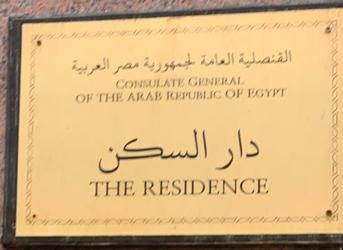 القنصلية العامة لجمهورية مصر العربية
CONSULATE GENERAL
OF THE ARAB REPUBLIC OF EGYPT
دار السكن
THE RESIDENCE